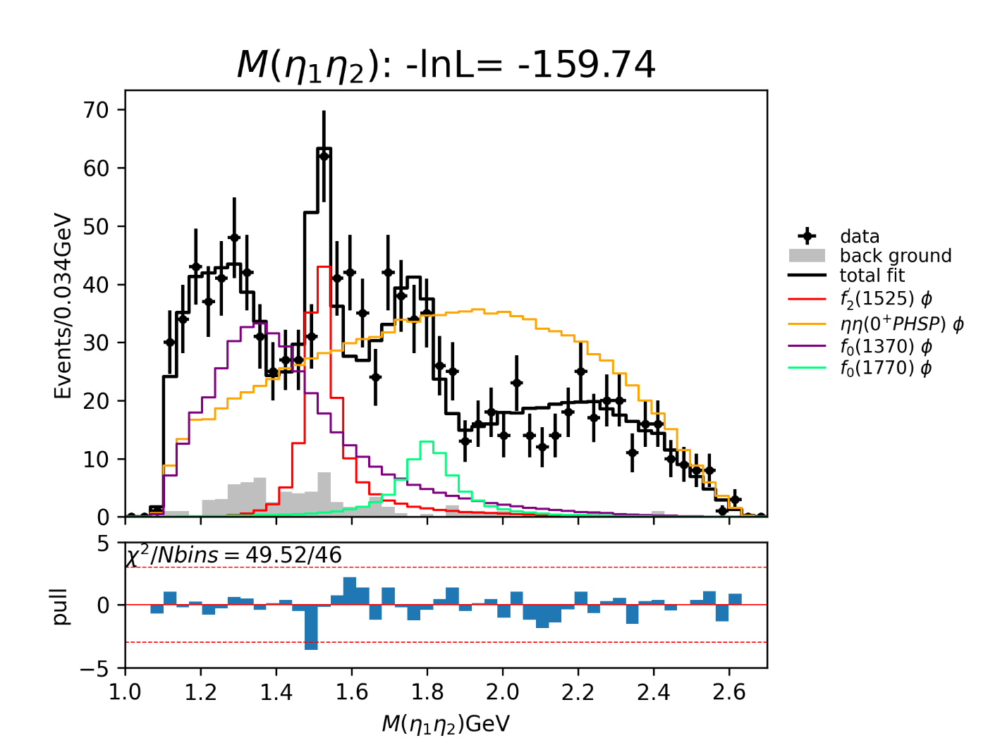 M(η₁η₂): -lnL= -159.74
Events/0.034GeV
70
60
50
40
30
20
10
0
data
back ground
total fit
f₂′(1525) ϕ
ηη(0⁺PHSP) ϕ
f₀(1370) ϕ
f₀(1770) ϕ
χ²/Nbins = 49.52/46
pull
5
0
−5
1.0 1.2 1.4 1.6 1.8 2.0 2.2 2.4 2.6
M(η₁η₂)GeV